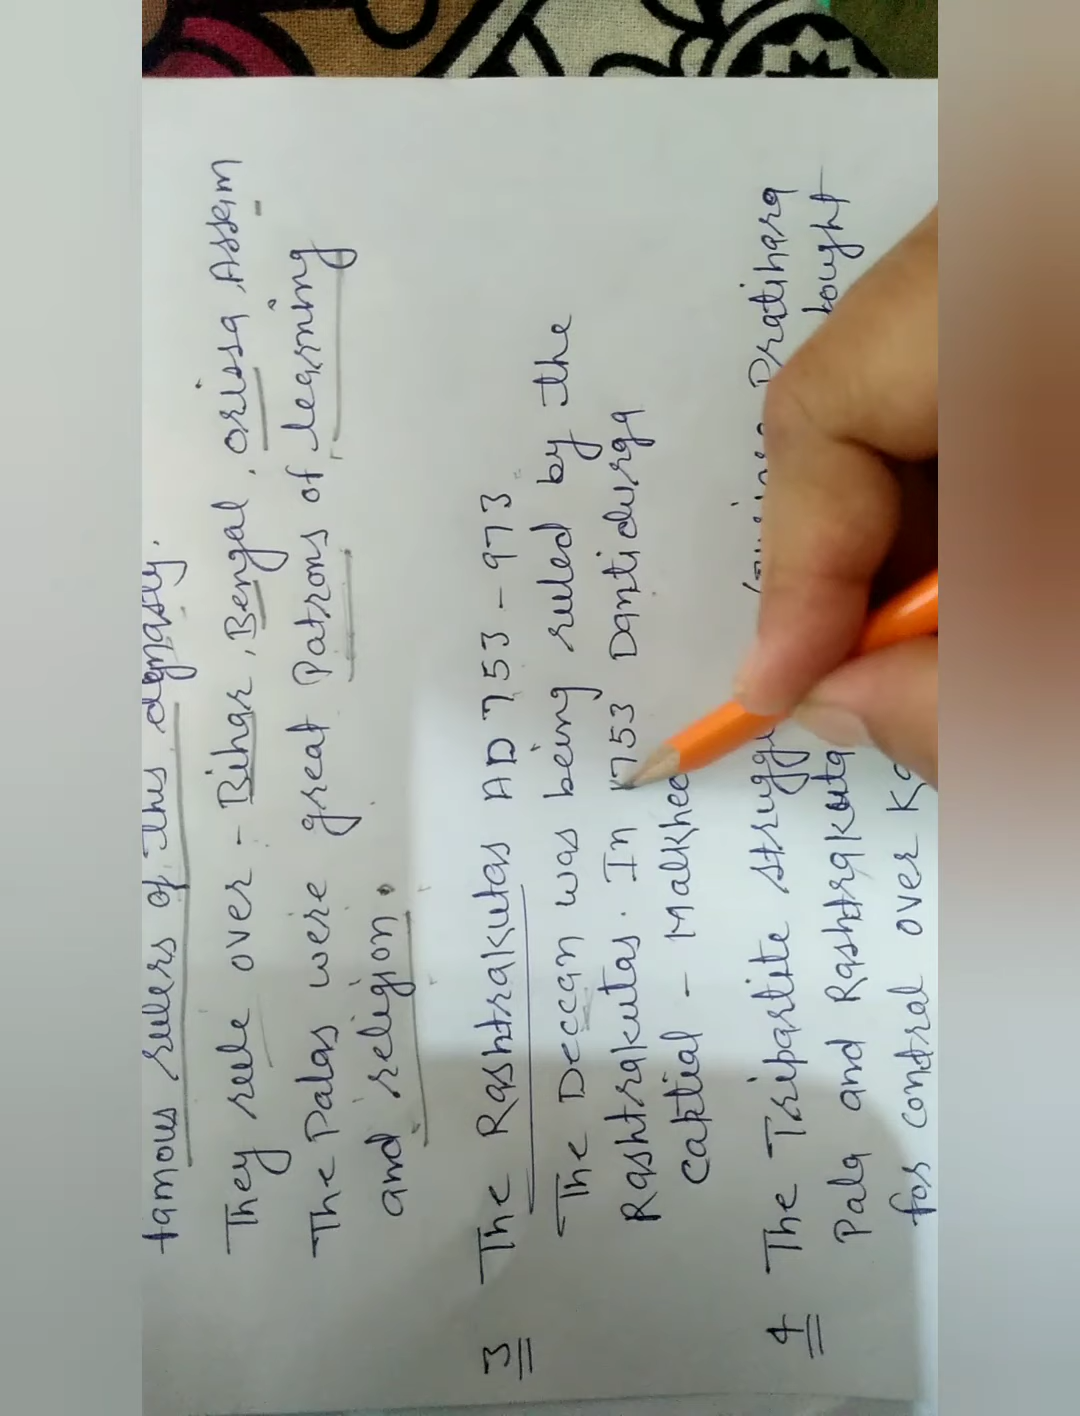 famous rulers of this dynasty.
They rule over - Bihar, Bengal, orissa, Assam
The Palas were great Patrons of learning
and religion.
3 The Rashtrakutas AD 753 - 973
The Deccan was being ruled by the
Rashtrakutas. In 753 Dantidurga
Capital - Malkhed
4 The Tripartite struggle Pratihara
Pala and Rashtrakuta fought
for control over